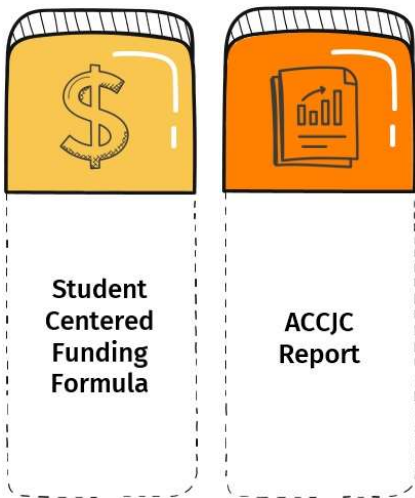 Student
Centered
Funding
Formula
ACCJC
Report